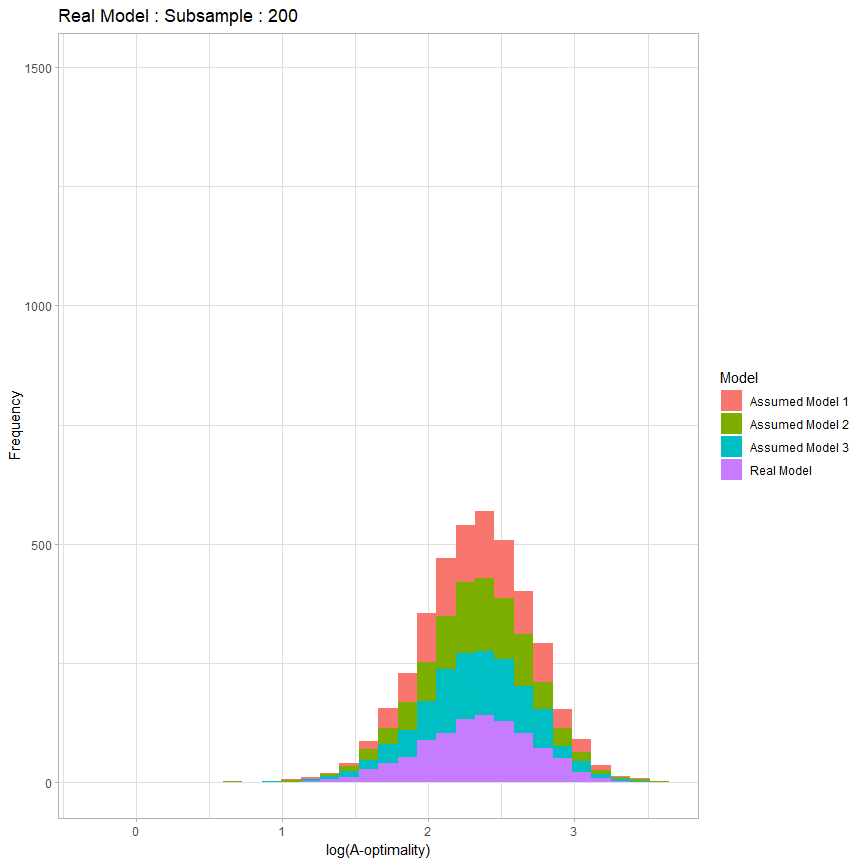 Real Model : Subsample : 200
1500
1000
500
0
Frequency
0 1 2 3
log(A-optimality)
Model
Assumed Model 1
Assumed Model 2
Assumed Model 3
Real Model